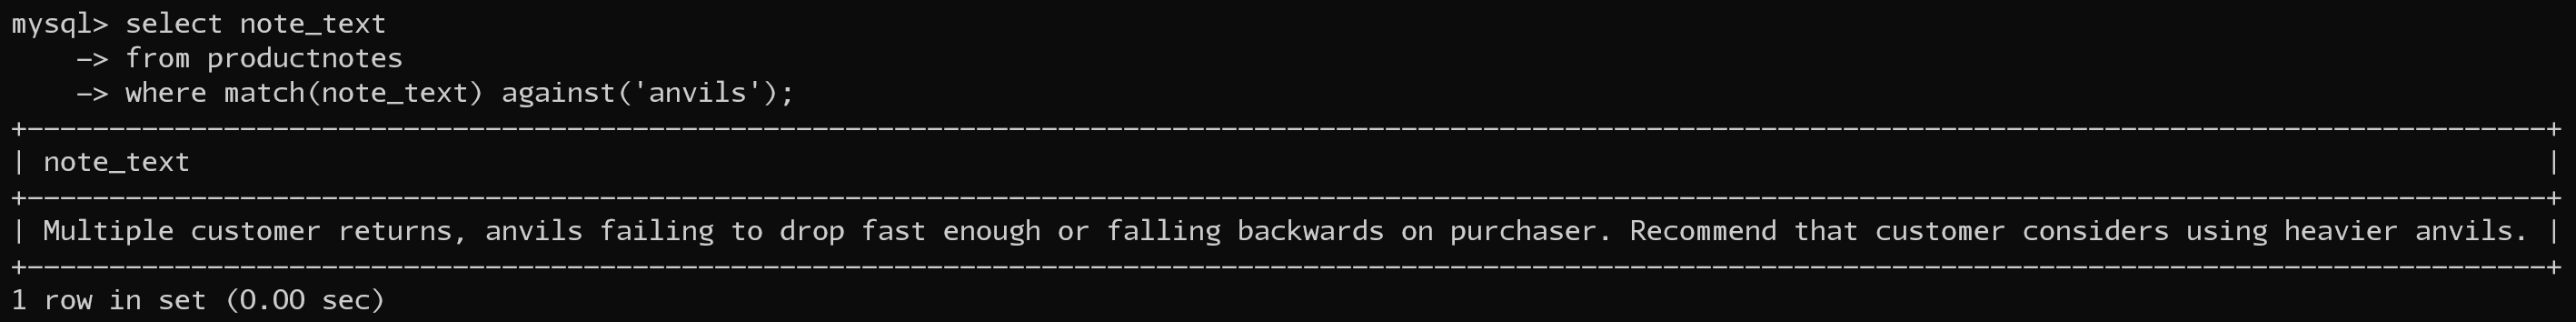 mysql> select note_text
    -> from productnotes
    -> where match(note_text) against('anvils');
+----------------------------------------------------------------------------------------------------------------------------------------------------------+
| note_text                                                                                                                                                |
+----------------------------------------------------------------------------------------------------------------------------------------------------------+
| Multiple customer returns, anvils failing to drop fast enough or falling backwards on purchaser. Recommend that customer considers using heavier anvils. |
+----------------------------------------------------------------------------------------------------------------------------------------------------------+
1 row in set (0.00 sec)